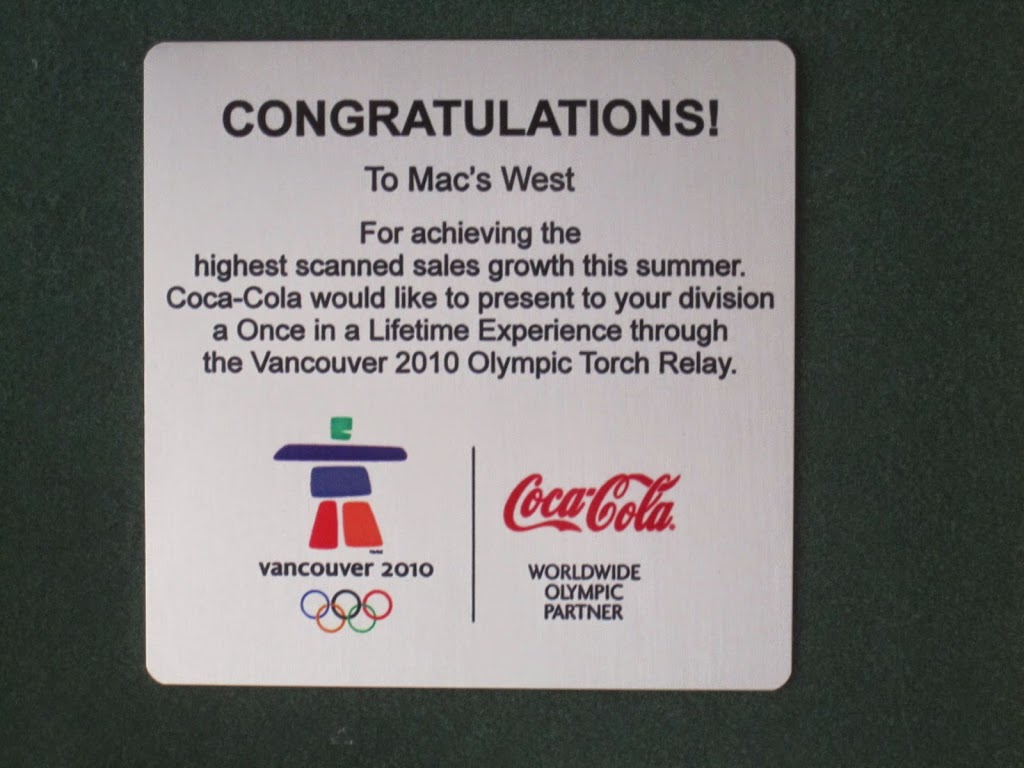 CONGRATULATIONS!
To Mac's West
For achieving the
highest scanned sales growth this summer.
Coca-Cola would like to present to your division
a Once in a Lifetime Experience through
the Vancouver 2010 Olympic Torch Relay.
vancouver 2010
Coca-Cola
WORLDWIDE
OLYMPIC
PARTNER